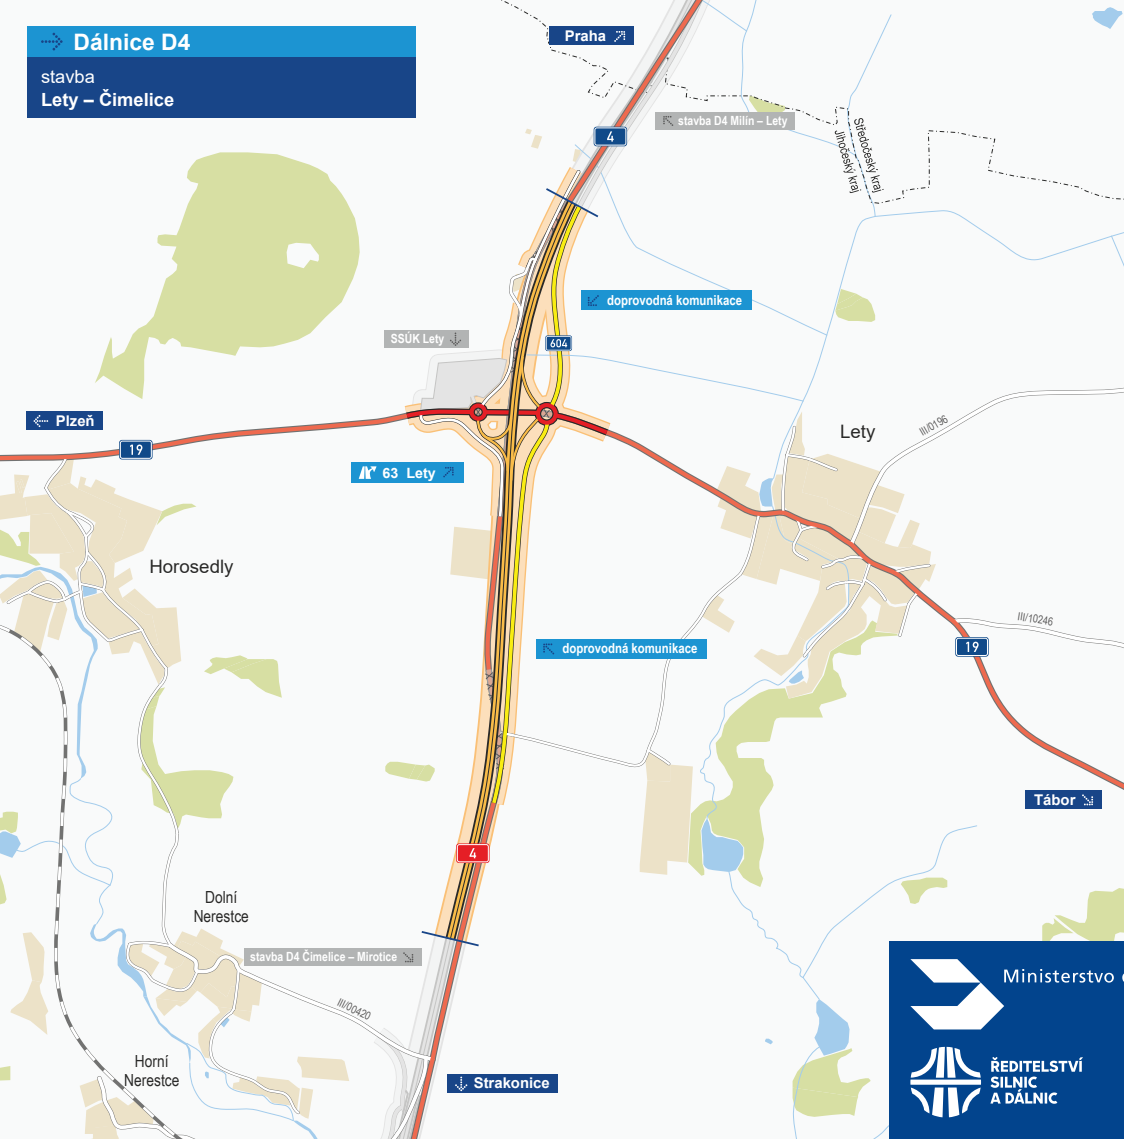 Dálnice D4
stavba
Lety – Čimelice
Praha
stavba D4 Milín – Lety
4
Středočeský kraj
Jihočeský kraj
doprovodná komunikace
SSÚK Lety
604
Plzeň
19
Lety
III/0196
63 Lety
Horosedly
III/10246
doprovodná komunikace
19
Tábor
4
Dolní
Nerestce
stavba D4 Čimelice – Mirotice
III/00420
Horní
Nerestce
Strakonice
Ministerstvo
ŘEDITELSTVÍ
SILNIC
A DÁLNIC